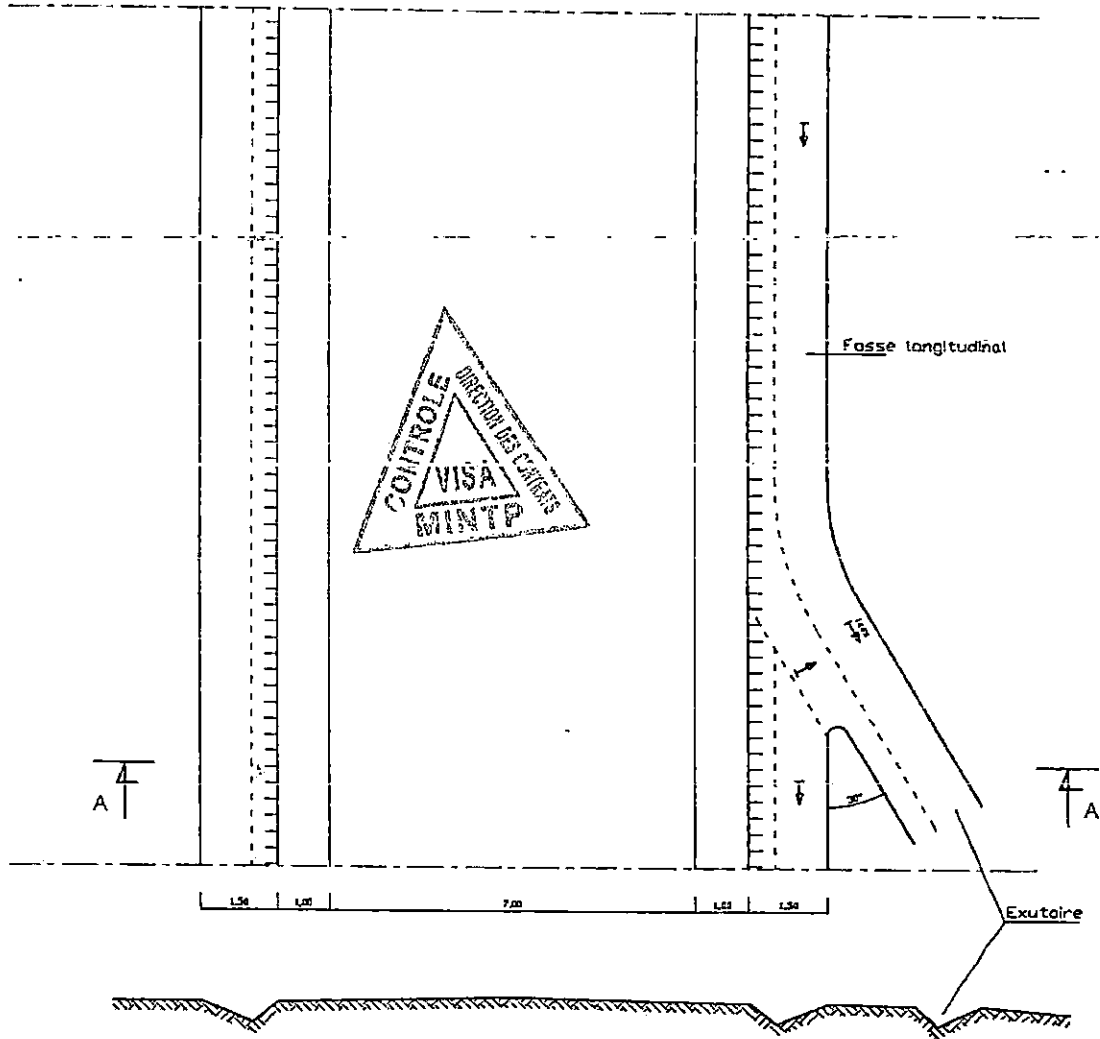 Fosse longitudinal
CONTROLE
DIRECTION DES CONTRATS
VISA
MINTP
30°
A
A
1,50
1,00
7,00
1,00
1,50
Exutoire